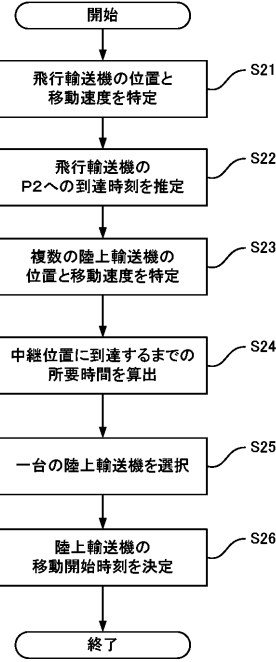 開始
飛行輸送機の位置と
移動速度を特定
S21
飛行輸送機の
P2への到達時刻を推定
S22
複数の陸上輸送機の
位置と移動速度を特定
S23
中継位置に到達するまでの
所要時間を算出
S24
一台の陸上輸送機を選択
S25
陸上輸送機の
移動開始時刻を決定
S26
終了